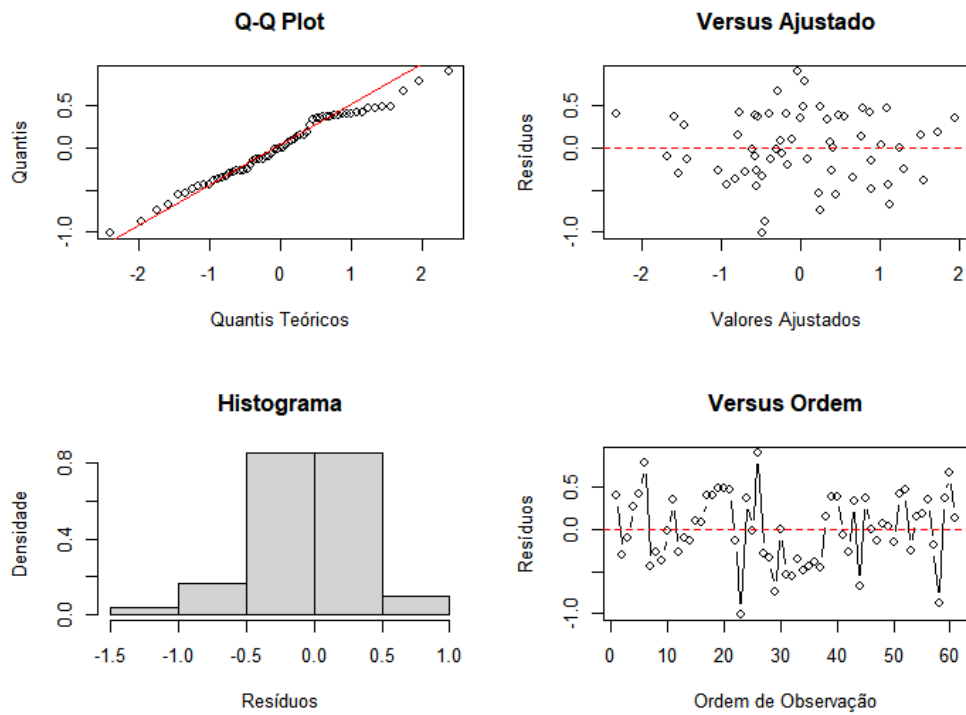 Q-Q Plot
Quantis
0.5
0.0
-1.0
-2
-1
0
1
2
Quantis Teóricos
Versus Ajustado
Resíduos
0.5
0.0
-1.0
-2
-1
0
1
2
Valores Ajustados
Histograma
Densidade
0.8
0.4
0.0
-1.5
-1.0
-0.5
0.0
0.5
1.0
Resíduos
Versus Ordem
Resíduos
0.5
0.0
-1.0
0
10
20
30
40
50
60
Ordem de Observação